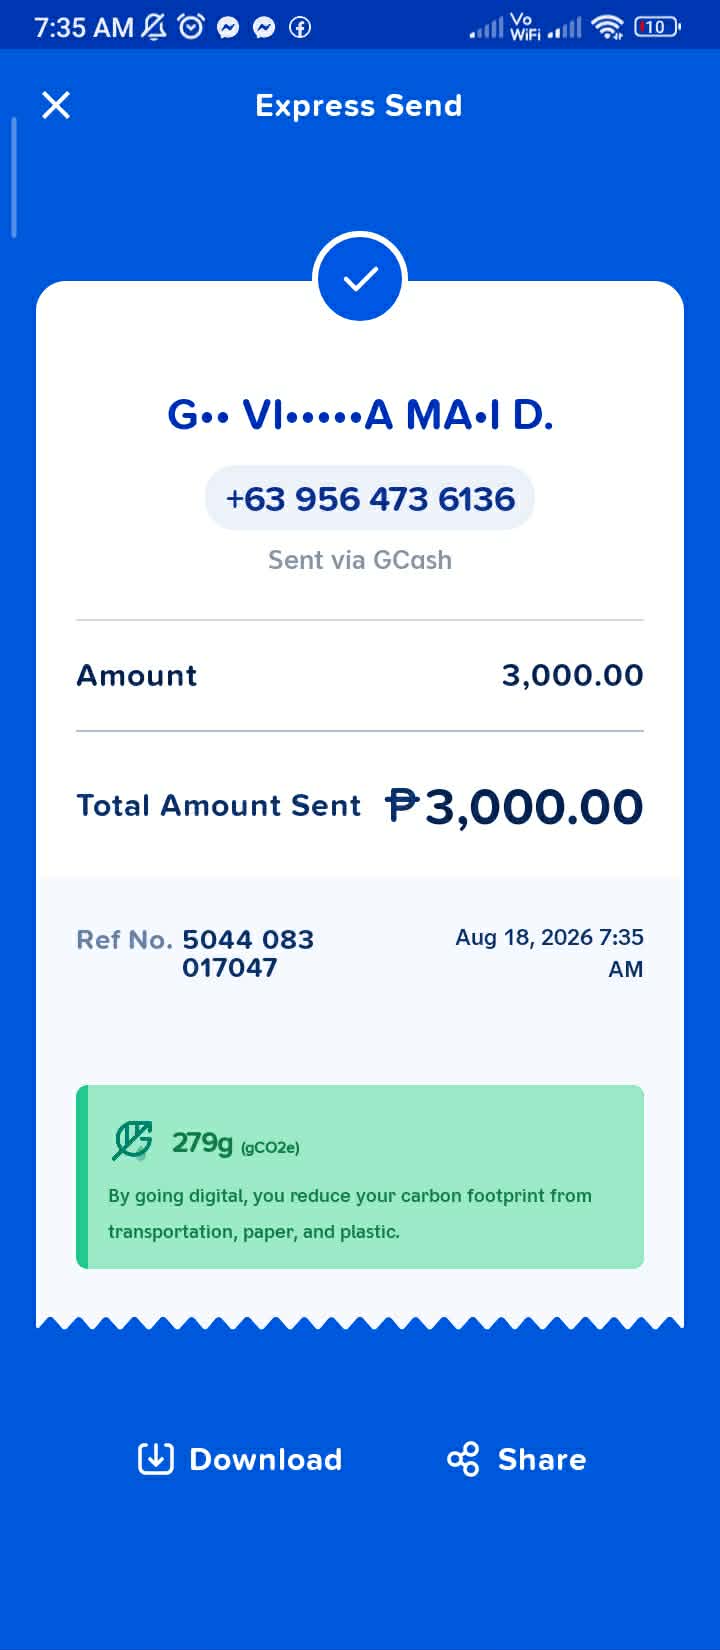 7:35 AM Vo WiFi 10
Express Send
G•• VI•••••A MA•I D.
+63 956 473 6136
Sent via GCash
Amount 3,000.00
Total Amount Sent ₱3,000.00
Ref No. 5044 083 017047
Aug 18, 2026 7:35 AM
279g (gCO2e)
By going digital, you reduce your carbon footprint from
transportation, paper, and plastic.
Download Share